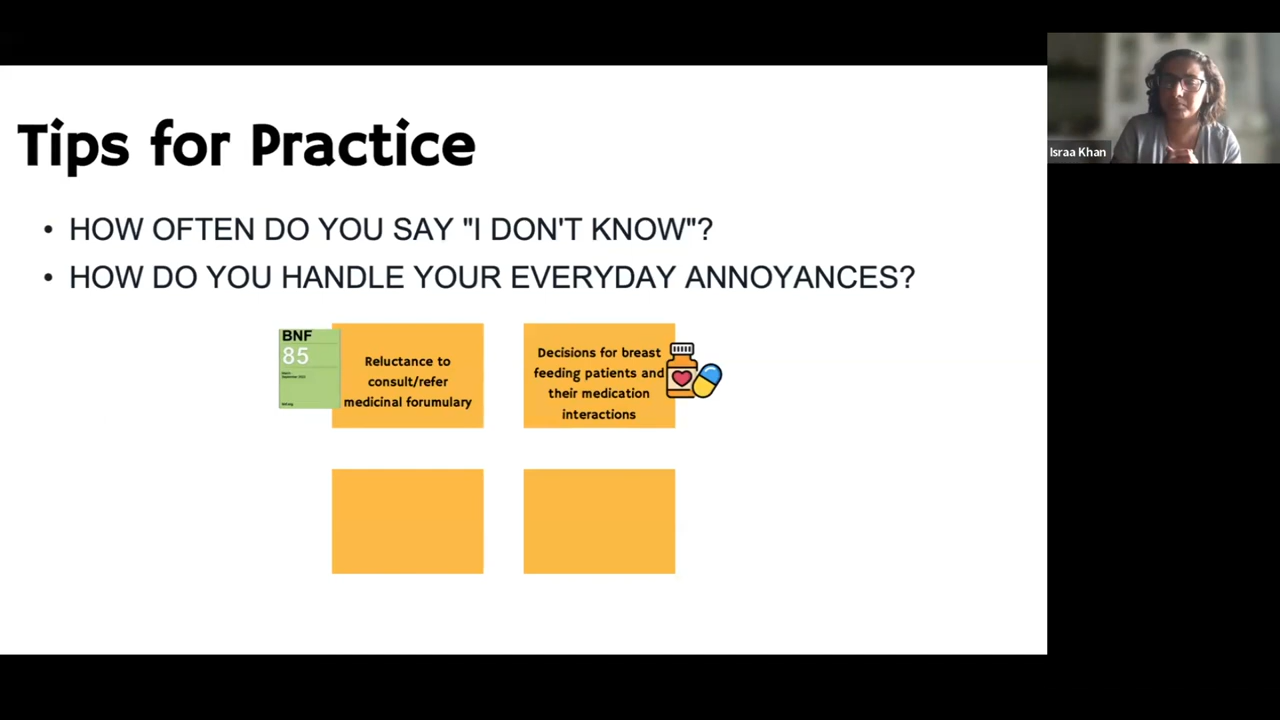 Tips for Practice
Israa Khan
• HOW OFTEN DO YOU SAY "I DON'T KNOW"?
• HOW DO YOU HANDLE YOUR EVERYDAY ANNOYANCES?
BNF
85
Reluctance to
consult/refer
medicinal forumulary
Decisions for breast
feeding patients and
their medication
interactions